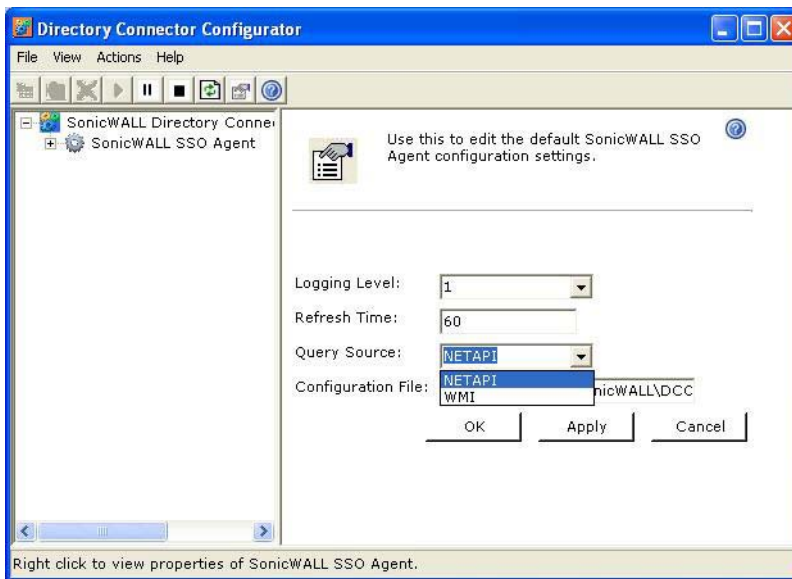 Directory Connector Configurator
File View Actions Help
SonicWALL Directory Conne
SonicWALL SSO Agent
Use this to edit the default SonicWALL SSO
Agent configuration settings.
Logging Level: 1
Refresh Time: 60
Query Source: NETAPI
NETAPI
WMI
Configuration File: nicWALL\DCC
OK Apply Cancel
Right click to view properties of SonicWALL SSO Agent.